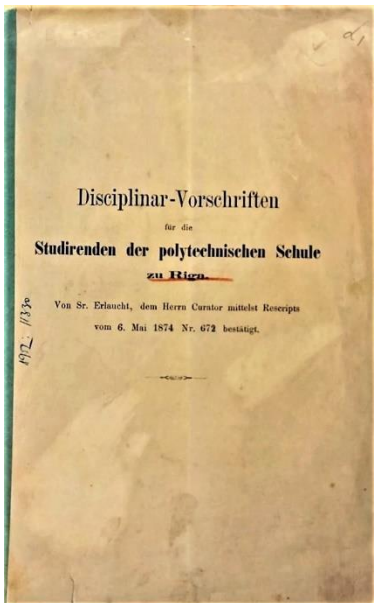 Disciplinar-Vorschriften
für die
Studirenden der polytechnischen Schule
zu Riga.
Von Sr. Erlaucht, dem Herrn Curator mittelst Rescripts
vom 6. Mai 1874 Nr. 672 bestätigt.